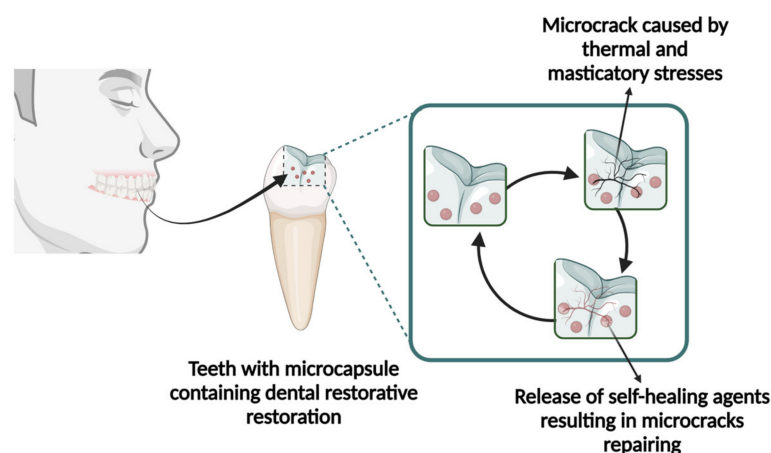 Microcrack caused by
thermal and
masticatory stresses
Teeth with microcapsule
containing dental restorative
restoration
Release of self-healing agents
resulting in microcracks
repairing